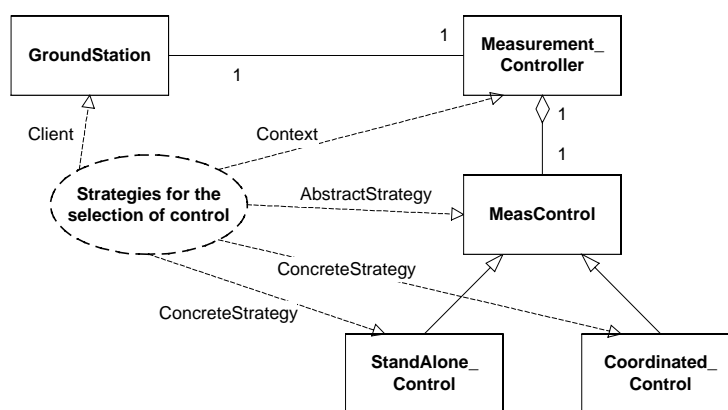 GroundStation
1
1
Measurement_
Controller
Client
Context
1
1
Strategies for the
selection of control
AbstractStrategy
MeasControl
ConcreteStrategy
ConcreteStrategy
StandAlone_
Control
Coordinated_
Control